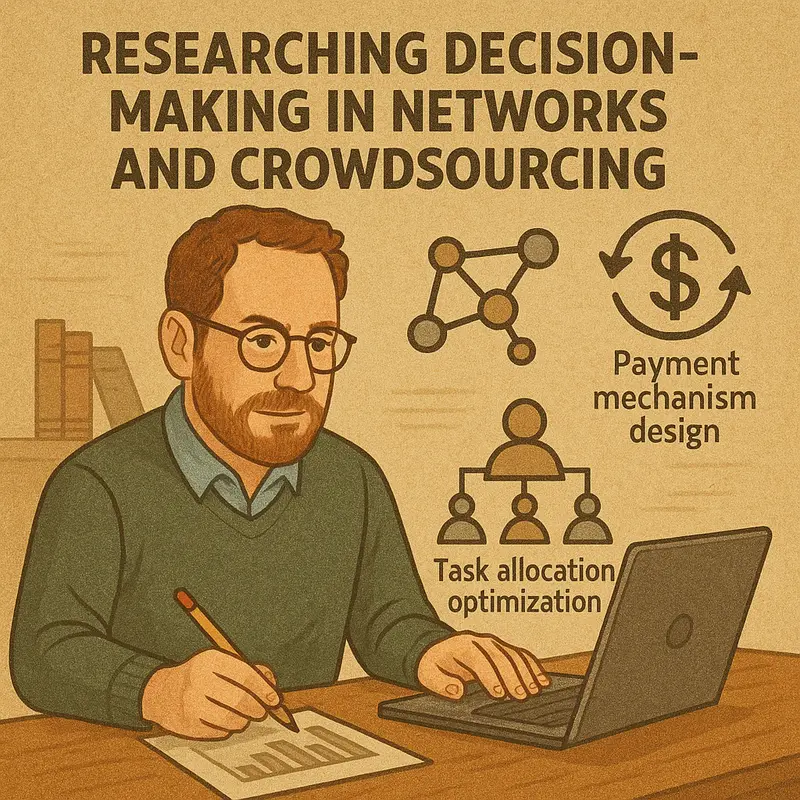 RESEARCHING DECISION-
MAKING IN NETWORKS
AND CROWDSOURCING
$
Payment
mechanism
design
Task allocation
optimization